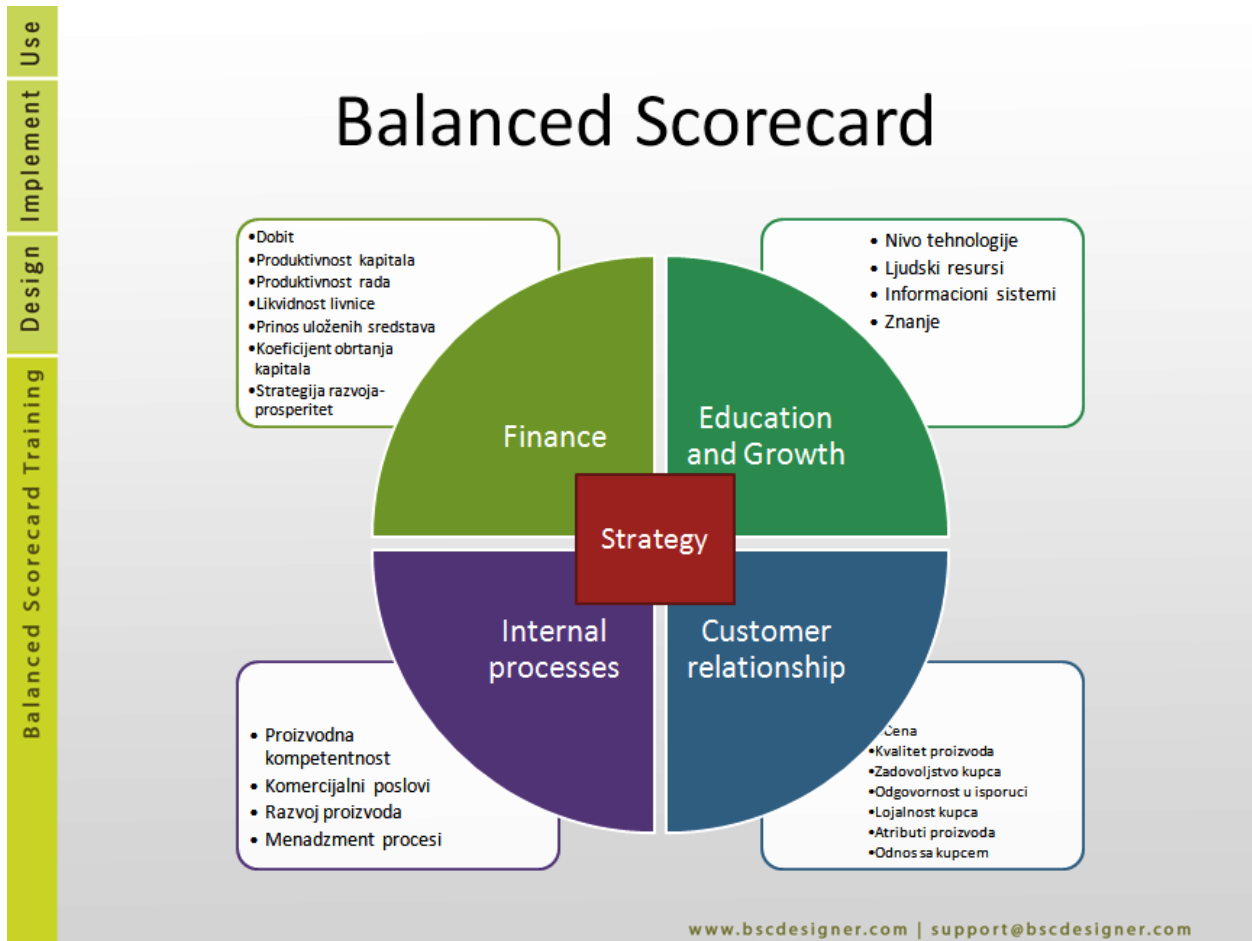 Balanced Scorecard
•Dobit
•Produktivnost kapitala
•Produktivnost rada
•Likvidnost livnice
•Prinos uloženih sredstava
•Koeficijent obrtanja
kapitala
•Strategija razvoja-
prosperitet
• Nivo tehnologije
• Ljudski resursi
• Informacioni sistemi
• Znanje
Finance
Education
and Growth
Strategy
Internal
processes
Customer
relationship
• Proizvodna
kompetentnost
• Komercijalni poslovi
• Razvoj proizvoda
• Menadzment procesi
Cena
•Kvalitet proizvoda
•Zadovoljstvo kupca
•Odgovornost u isporuci
•Lojalnost kupca
•Atributi proizvoda
•Odnos sa kupcem
Use
Implement
Design
Balanced Scorecard Training
www.bscdesigner.com | support@bscdesigner.com